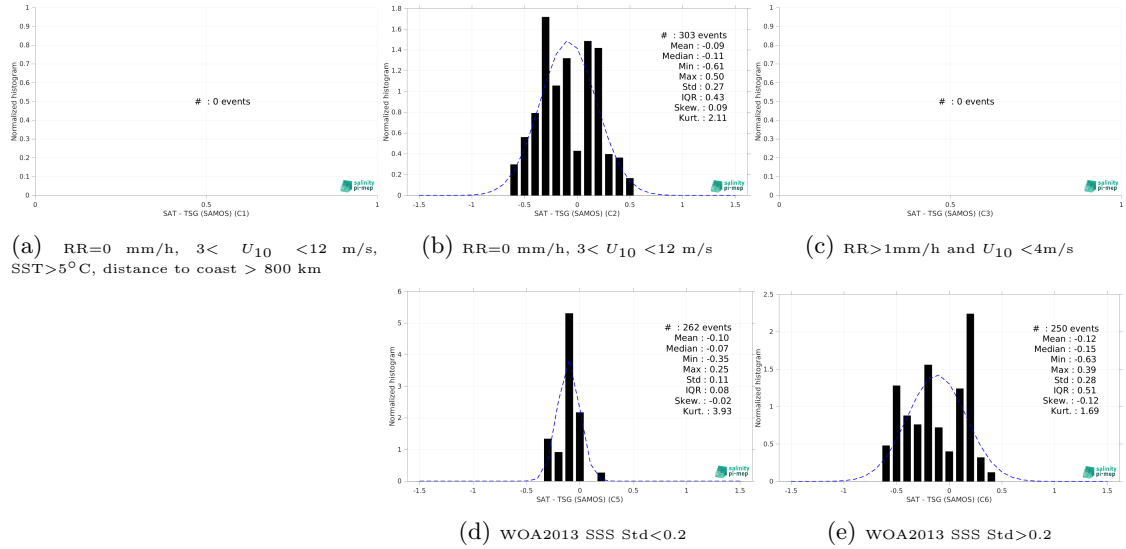 1
0.9
0.8
0.7
0.6
0.5
0.4
0.3
0.2
0.1
0
Normalized histogram
# : 0 events
salinity
pi-mep
0 0.5 1
SAT - TSG (SAMOS) (C1)
(a) RR=0 mm/h, 3< U10 <12 m/s,
SST>5°C, distance to coast > 800 km
1.8
1.6
1.4
1.2
1
0.8
0.6
0.4
0.2
0
Normalized histogram
# : 303 events
Mean : -0.09
Median : -0.11
Min : -0.61
Max : 0.50
Std : 0.27
IQR : 0.43
Skew. : 0.09
Kurt. : 2.11
salinity
pi-mep
-1.5 -1 -0.5 0 0.5 1 1.5
SAT - TSG (SAMOS) (C2)
(b) RR=0 mm/h, 3< U10 <12 m/s
1
0.9
0.8
0.7
0.6
0.5
0.4
0.3
0.2
0.1
0
Normalized histogram
# : 0 events
salinity
pi-mep
0 0.5 1
SAT - TSG (SAMOS) (C3)
(c) RR>1mm/h and U10 <4m/s
6
5
4
3
2
1
0
Normalized histogram
# : 262 events
Mean : -0.10
Median : -0.07
Min : -0.35
Max : 0.25
Std : 0.11
IQR : 0.08
Skew. : -0.02
Kurt. : 3.93
salinity
pi-mep
-1.5 -1 -0.5 0 0.5 1 1.5
SAT - TSG (SAMOS) (C5)
(d) WOA2013 SSS Std<0.2
2.5
2
1.5
1
0.5
0
Normalized histogram
# : 250 events
Mean : -0.12
Median : -0.15
Min : -0.63
Max : 0.39
Std : 0.28
IQR : 0.51
Skew. : -0.12
Kurt. : 1.69
salinity
pi-mep
-1.5 -1 -0.5 0 0.5 1 1.5
SAT - TSG (SAMOS) (C6)
(e) WOA2013 SSS Std>0.2